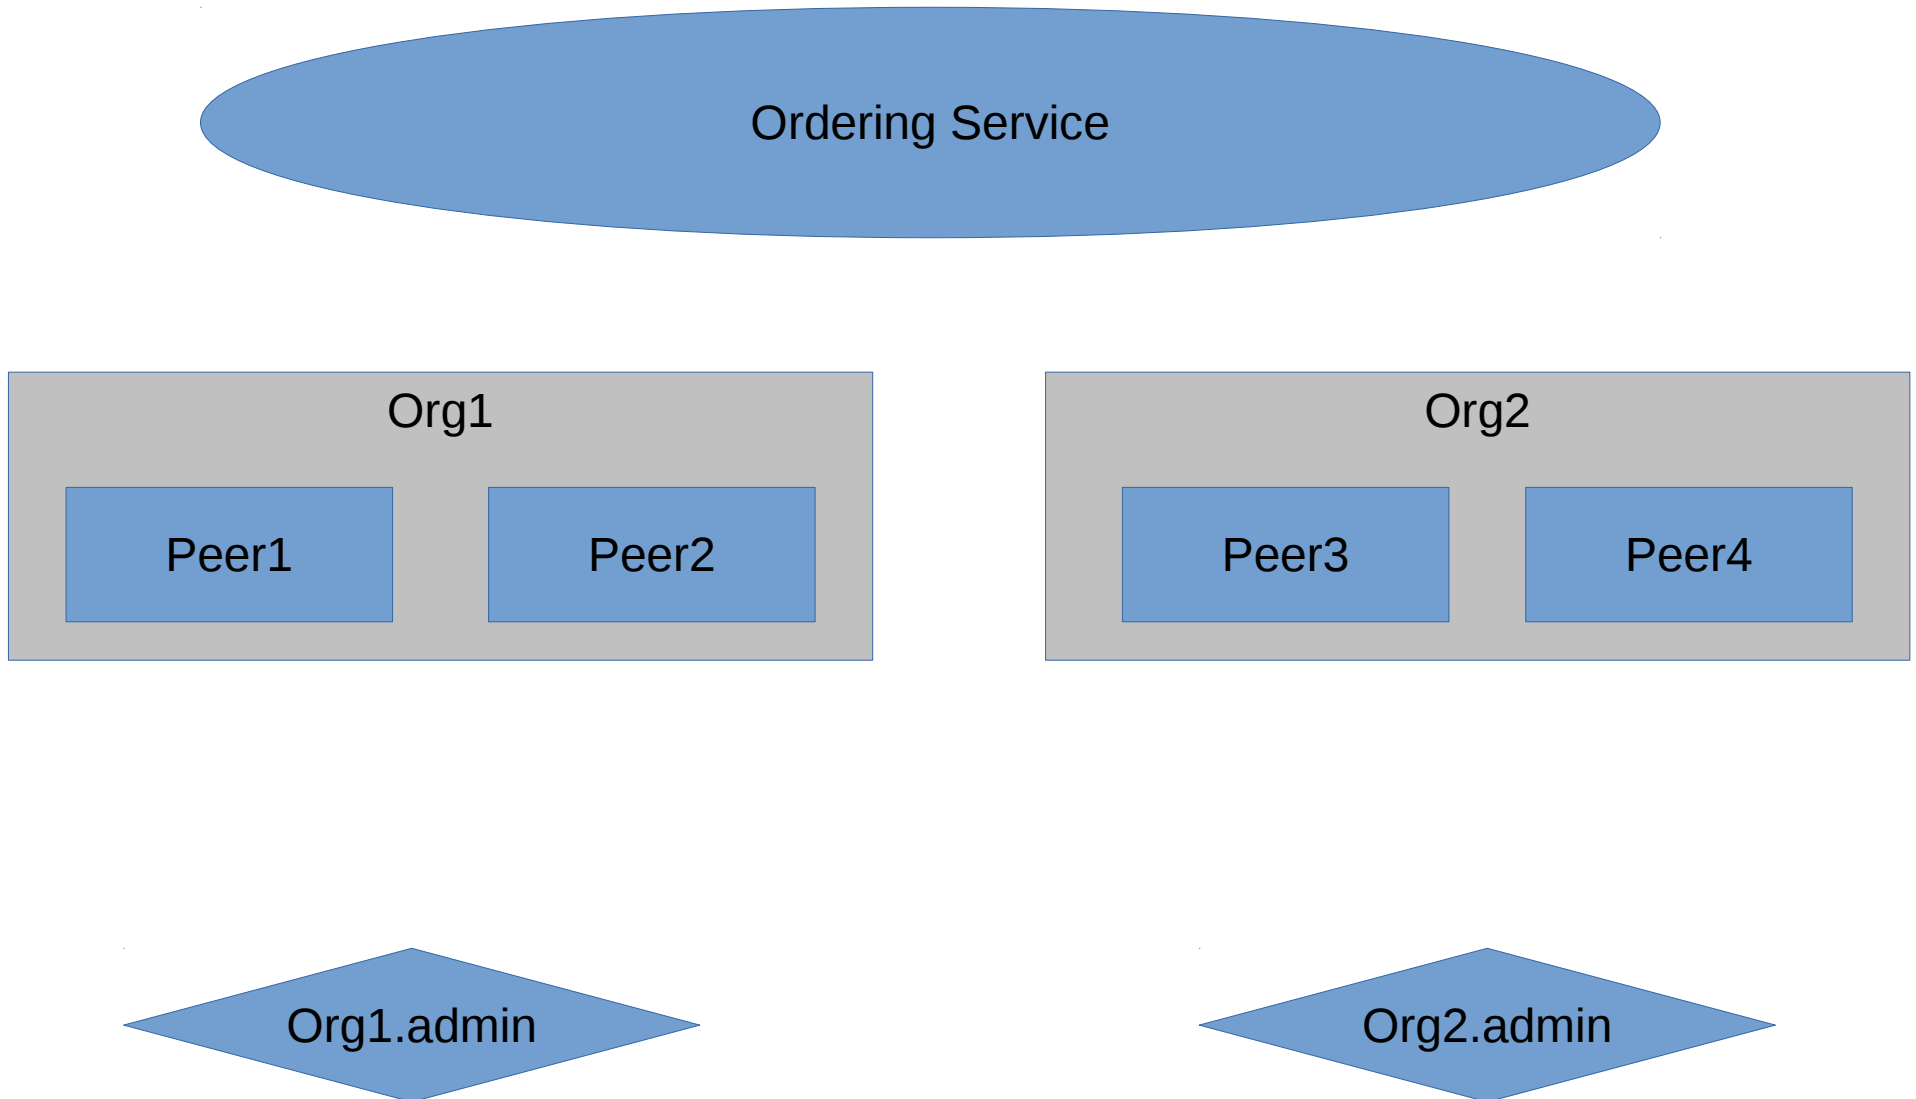 Ordering Service
Org1
Peer1
Peer2
Org2
Peer3
Peer4
Org1.admin
Org2.admin